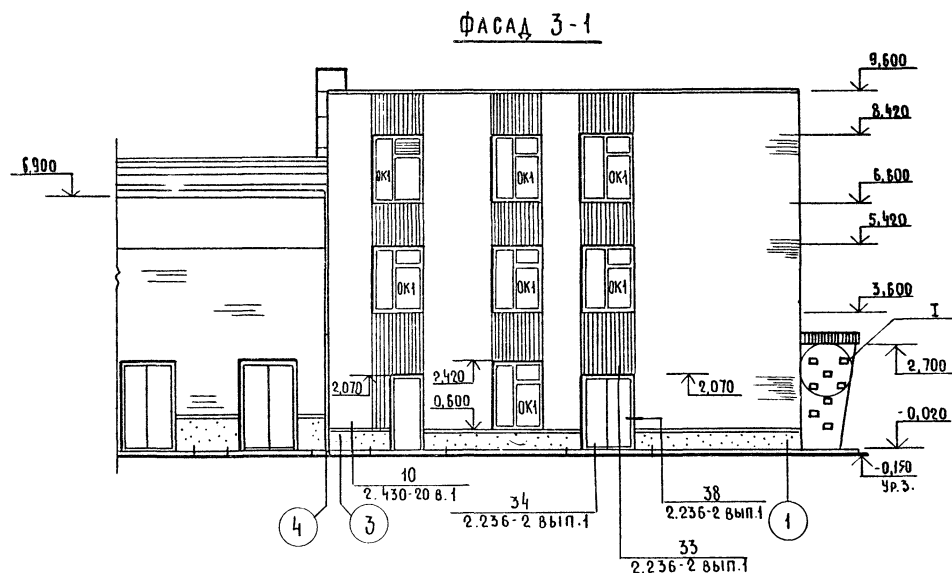 ФАСАД 3-1
9,600
8,420
6,900
ОК1
ОК1
ОК1
6,600
5,420
ОК1
ОК1
ОК1
3,600
I
2,420
2,070
2,070
2,700
0,600
ОК1
-0,020
-0,150
Ур.З.
10
2.430-20 в.1
34
2.236-2 вып.1
38
2.236-2 вып.1
4
3
1
33
2.236-2 вып.1